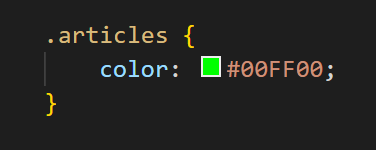 .articles {
    color: #00FF00;
}